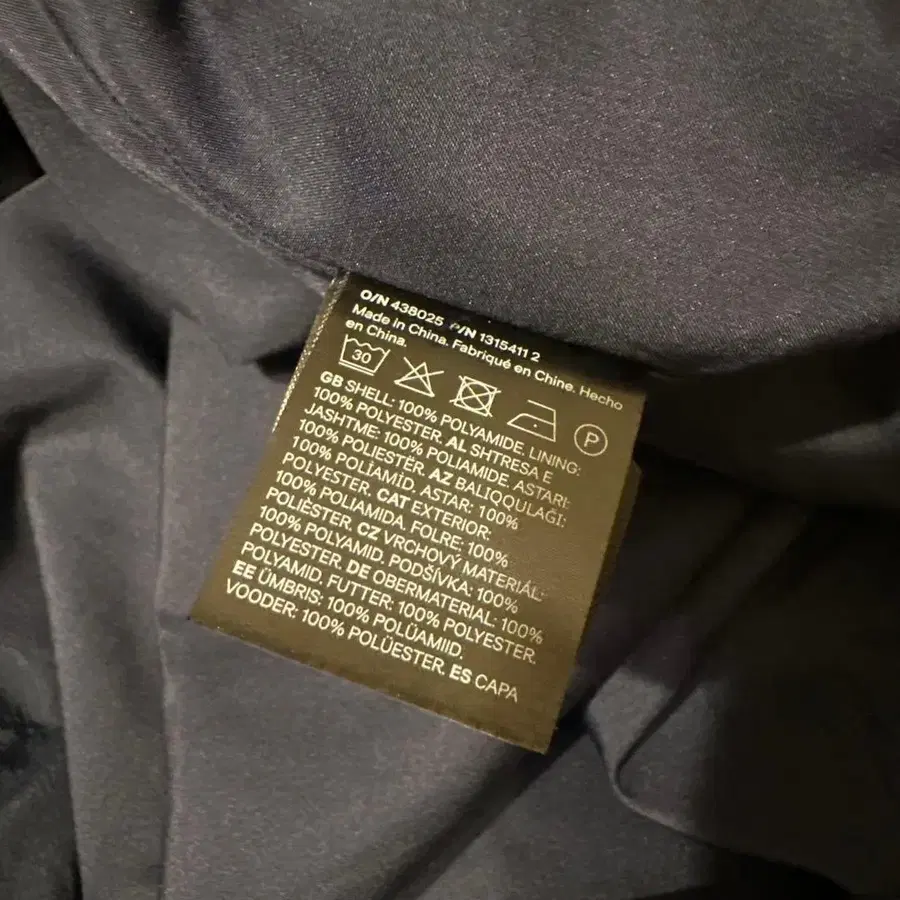 O/N 438025 P/N 1315411 2
Made in China. Fabriqué en Chine. Hecho
en China.
30
P
GB SHELL: 100% POLYAMIDE. LINING:
100% POLYESTER. AL SHTRESA E
JASHTME: 100% POLIAMIDE. ASTARI:
100% POLIESTËR. AZ BALIQQULAĞI:
100% POLİAMİD. ASTAR: 100%
POLYESTER. CAT EXTERIOR:
100% POLIAMIDA. FOLRE: 100%
POLIÈSTER. CZ VRCHOVÝ MATERIÁL:
100% POLYAMID. PODŠÍVKA: 100%
POLYESTER. DE OBERMATERIAL: 100%
POLYAMID. FUTTER: 100% POLYESTER.
EE ÜMBRIS: 100% POLÜAMIID.
VOODER: 100% POLÜESTER. ES CAPA